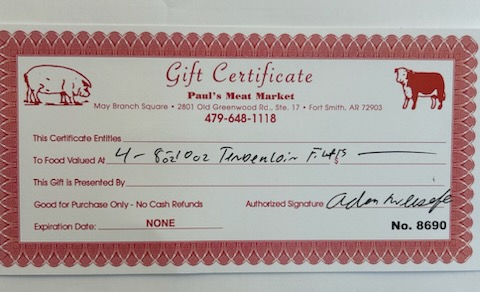 Gift Certificate
Paul's Meat Market
May Branch Square • 2801 Old Greenwood Rd., Ste. 17 • Fort Smith, AR 72903
479-648-1118
This Certificate Entitles
To Food Valued At 4 - 8oz 10oz Tenderloin Filets
This Gift is Presented By
Good for Purchase Only - No Cash Refunds Authorized Signature
Expiration Date: NONE No. 8690